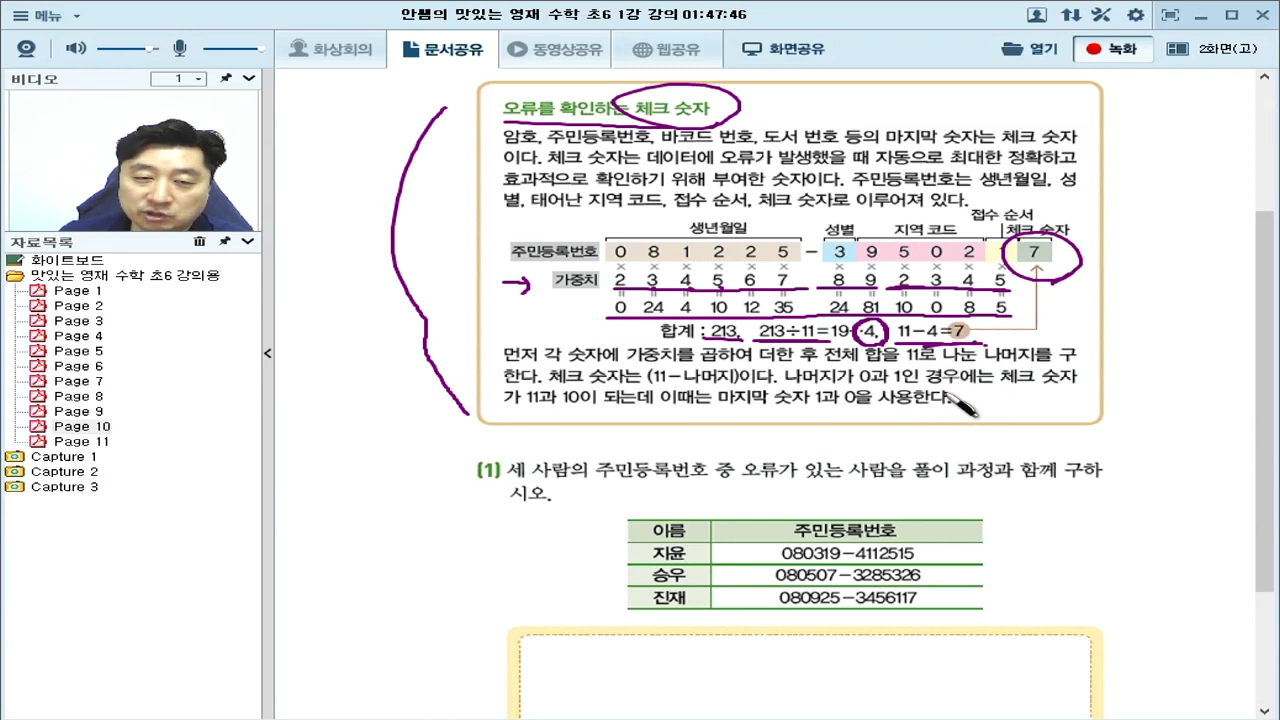 메뉴
안쌤의 맛있는 영재 수학 초6 1강 강의 01:47:46
화상회의
문서공유
동영상공유
웹공유
화면공유
열기
녹화
2화면(고)
비디오
1
자료목록
화이트보드
맛있는 영재 수학 초6 강의용
Page 1
Page 2
Page 3
Page 4
Page 5
Page 6
Page 7
Page 8
Page 9
Page 10
Page 11
Capture 1
Capture 2
Capture 3
오류를 확인하는 체크 숫자
암호, 주민등록번호, 바코드 번호, 도서 번호 등의 마지막 숫자는 체크 숫자
이다. 체크 숫자는 데이터에 오류가 발생했을 때 자동으로 최대한 정확하고
효과적으로 확인하기 위해 부여한 숫자이다. 주민등록번호는 생년월일, 성
별, 태어난 지역 코드, 접수 순서, 체크 숫자로 이루어져 있다.
접수 순서
생년월일 성별 지역 코드 체크 숫자
주민등록번호 0 8 1 2 2 5 - 3 9 5 0 2 1 7
× × × × × × × × × × × ×
가중치 2 3 4 5 6 7 8 9 2 3 4 5
0 24 4 10 12 35 24 81 10 0 8 5
합계 : 213, 213÷11=19···4, 11-4=7
먼저 각 숫자에 가중치를 곱하여 더한 후 전체 합을 11로 나눈 나머지를 구
한다. 체크 숫자는 (11-나머지)이다. 나머지가 0과 1인 경우에는 체크 숫자
가 11과 10이 되는데 이때는 마지막 숫자 1과 0을 사용한다.
(1) 세 사람의 주민등록번호 중 오류가 있는 사람을 풀이 과정과 함께 구하
시오.
이름 주민등록번호
지윤 080319-4112515
승우 080507-3285326
진재 080925-3456117